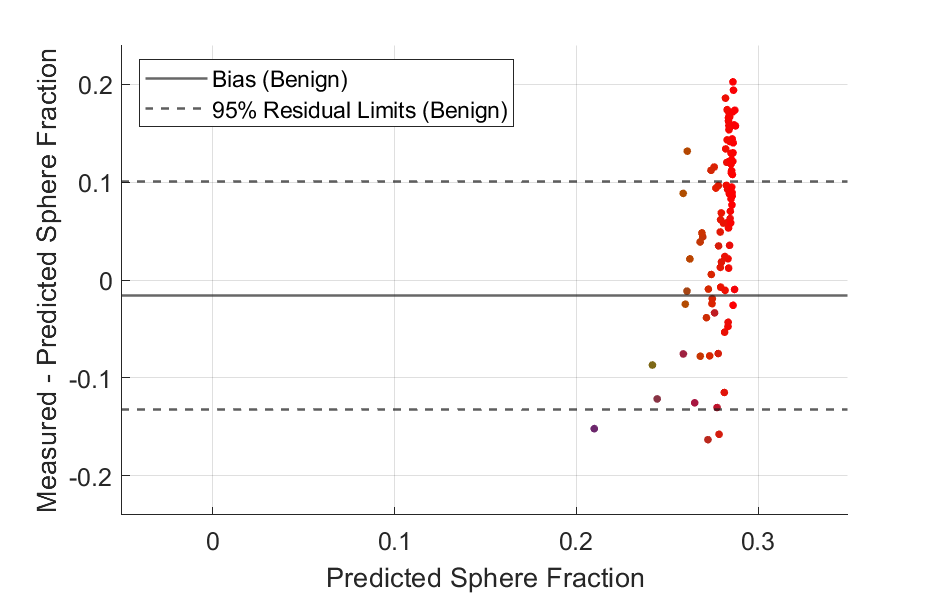 Bias (Benign)
95% Residual Limits (Benign)
Measured - Predicted Sphere Fraction
0.2
0.1
0
-0.1
-0.2
0
0.1
0.2
0.3
Predicted Sphere Fraction